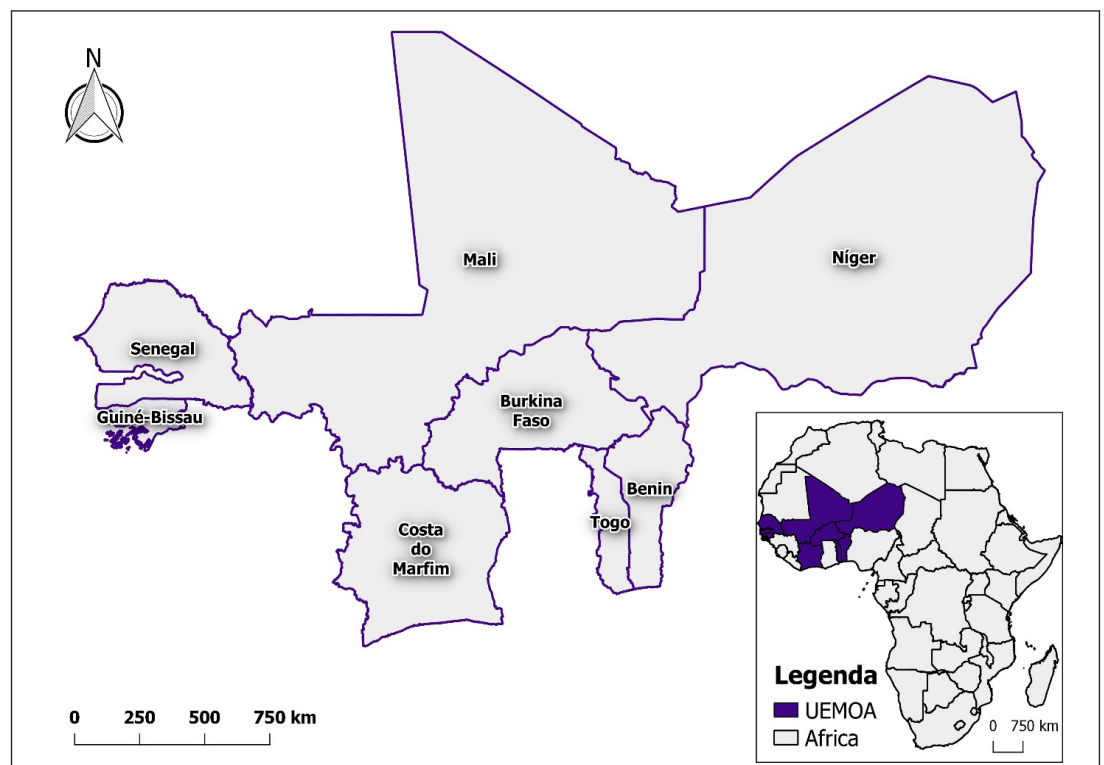 N
Mali
Níger
Senegal
Guiné-Bissau
Burkina
Faso
Benin
Togo
Costa
do
Marfim
0 250 500 750 km
Legenda
UEMOA
Africa
0 750 km